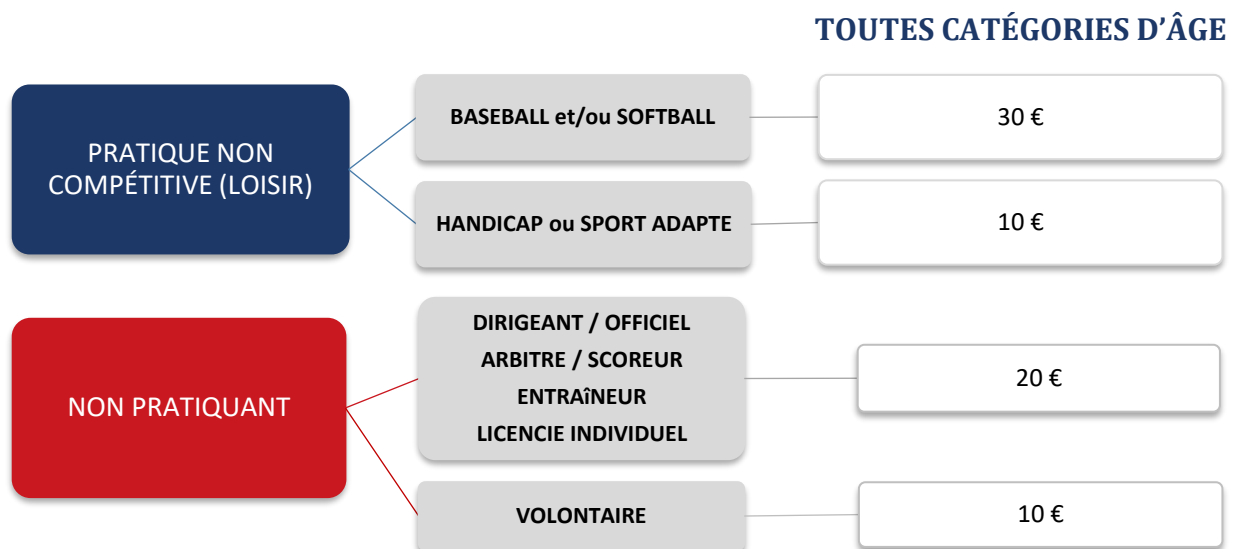 TOUTES CATÉGORIES D'ÂGE
PRATIQUE NON
COMPÉTITIVE (LOISIR)
BASEBALL et/ou SOFTBALL
30 €
HANDICAP ou SPORT ADAPTE
10 €
NON PRATIQUANT
DIRIGEANT / OFFICIEL
ARBITRE / SCOREUR
ENTRAîNEUR
LICENCIE INDIVIDUEL
20 €
VOLONTAIRE
10 €